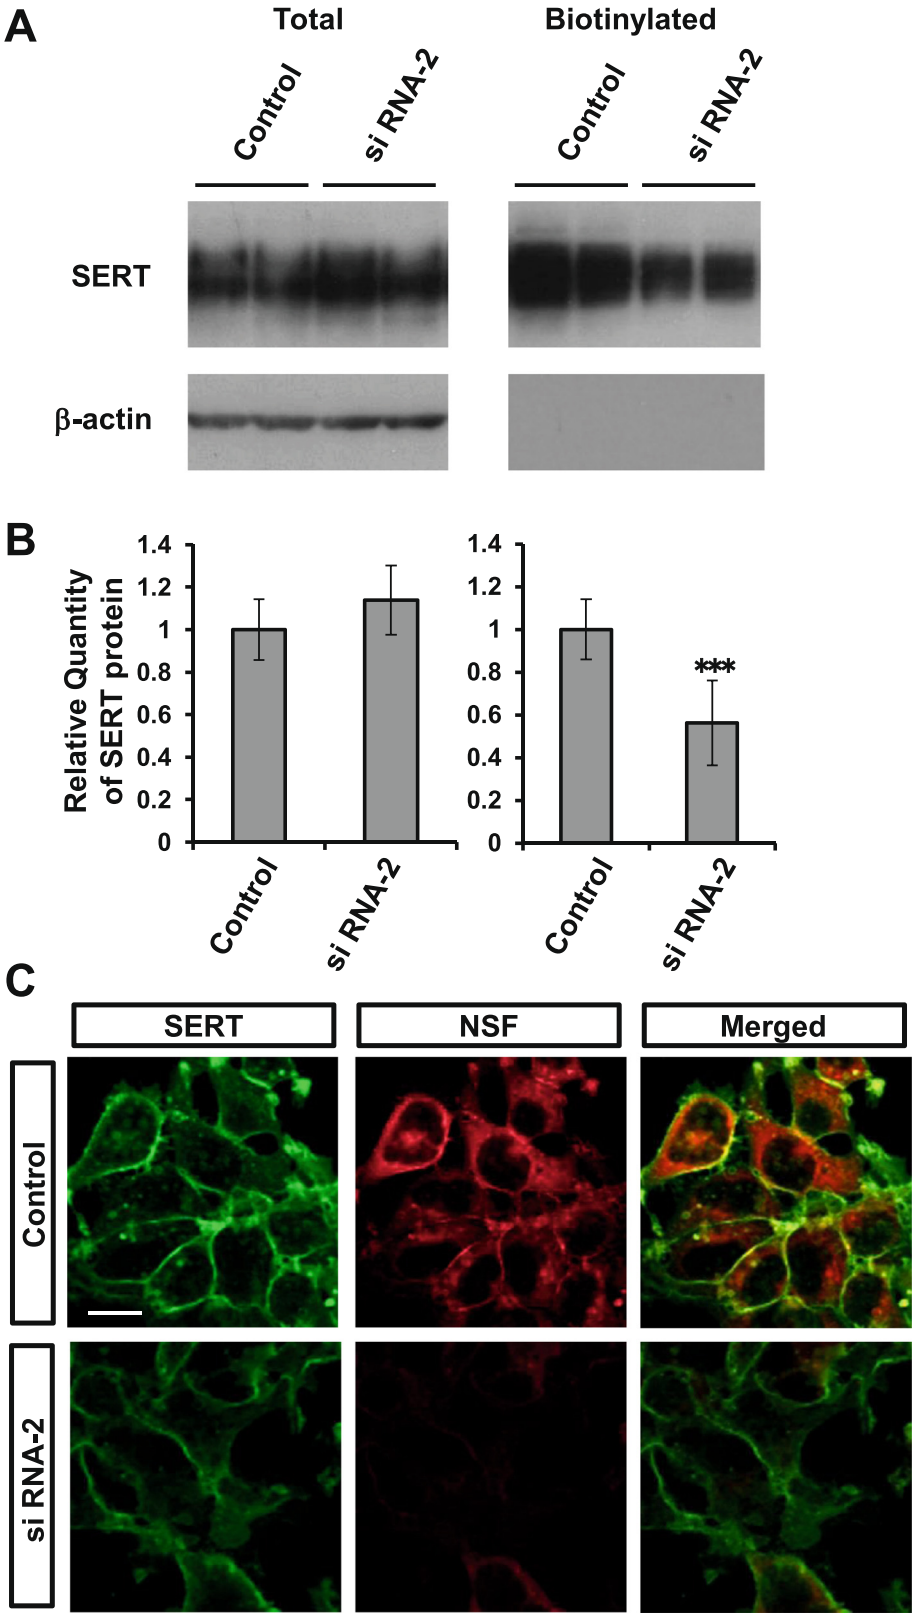 A
Total
Biotinylated
Control
si RNA-2
Control
si RNA-2
SERT
β-actin
B
Relative Quantity
of SERT protein
1.4
1.2
1
0.8
0.6
0.4
0.2
0
Control
si RNA-2
1.4
1.2
1
0.8
0.6
0.4
0.2
0
***
Control
si RNA-2
C
SERT
NSF
Merged
Control
si RNA-2